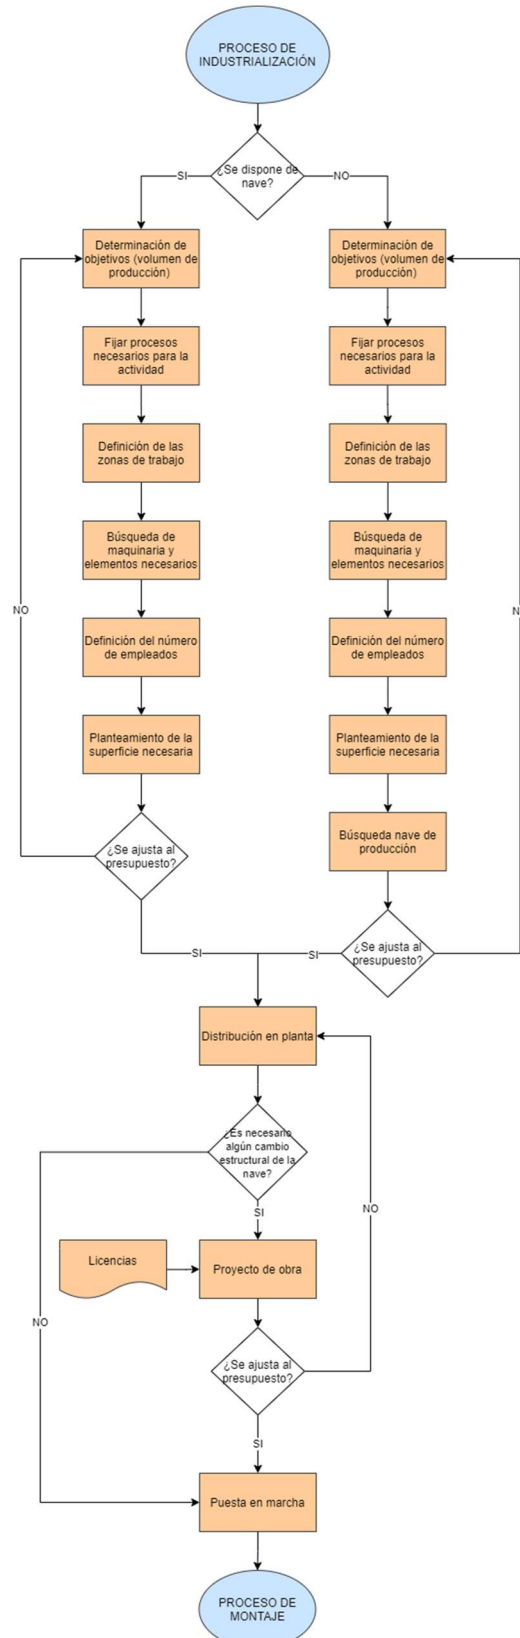 PROCESO DE
INDUSTRIALIZACIÓN
¿Se dispone de
nave?
SI
NO
Determinación de
objetivos (volumen de
producción)
Fijar procesos
necesarios para la
actividad
Definición de las
zonas de trabajo
Búsqueda de
maquinaria y
elementos necesarios
NO
Definición del número
de empleados
Planteamiento de la
superficie necesaria
¿Se ajusta al
presupuesto?
SI
Determinación de
objetivos (volumen de
producción)
Fijar procesos
necesarios para la
actividad
Definición de las
zonas de trabajo
Búsqueda de
maquinaria y
elementos necesarios
Definición del número
de empleados
Planteamiento de la
superficie necesaria
Búsqueda nave de
producción
¿Se ajusta al
presupuesto?
SI
Distribución en planta
¿Es necesario
algún cambio
estructural de la
nave?
SI
NO
Licencias
Proyecto de obra
NO
¿Se ajusta al
presupuesto?
SI
Puesta en marcha
PROCESO DE
MONTAJE